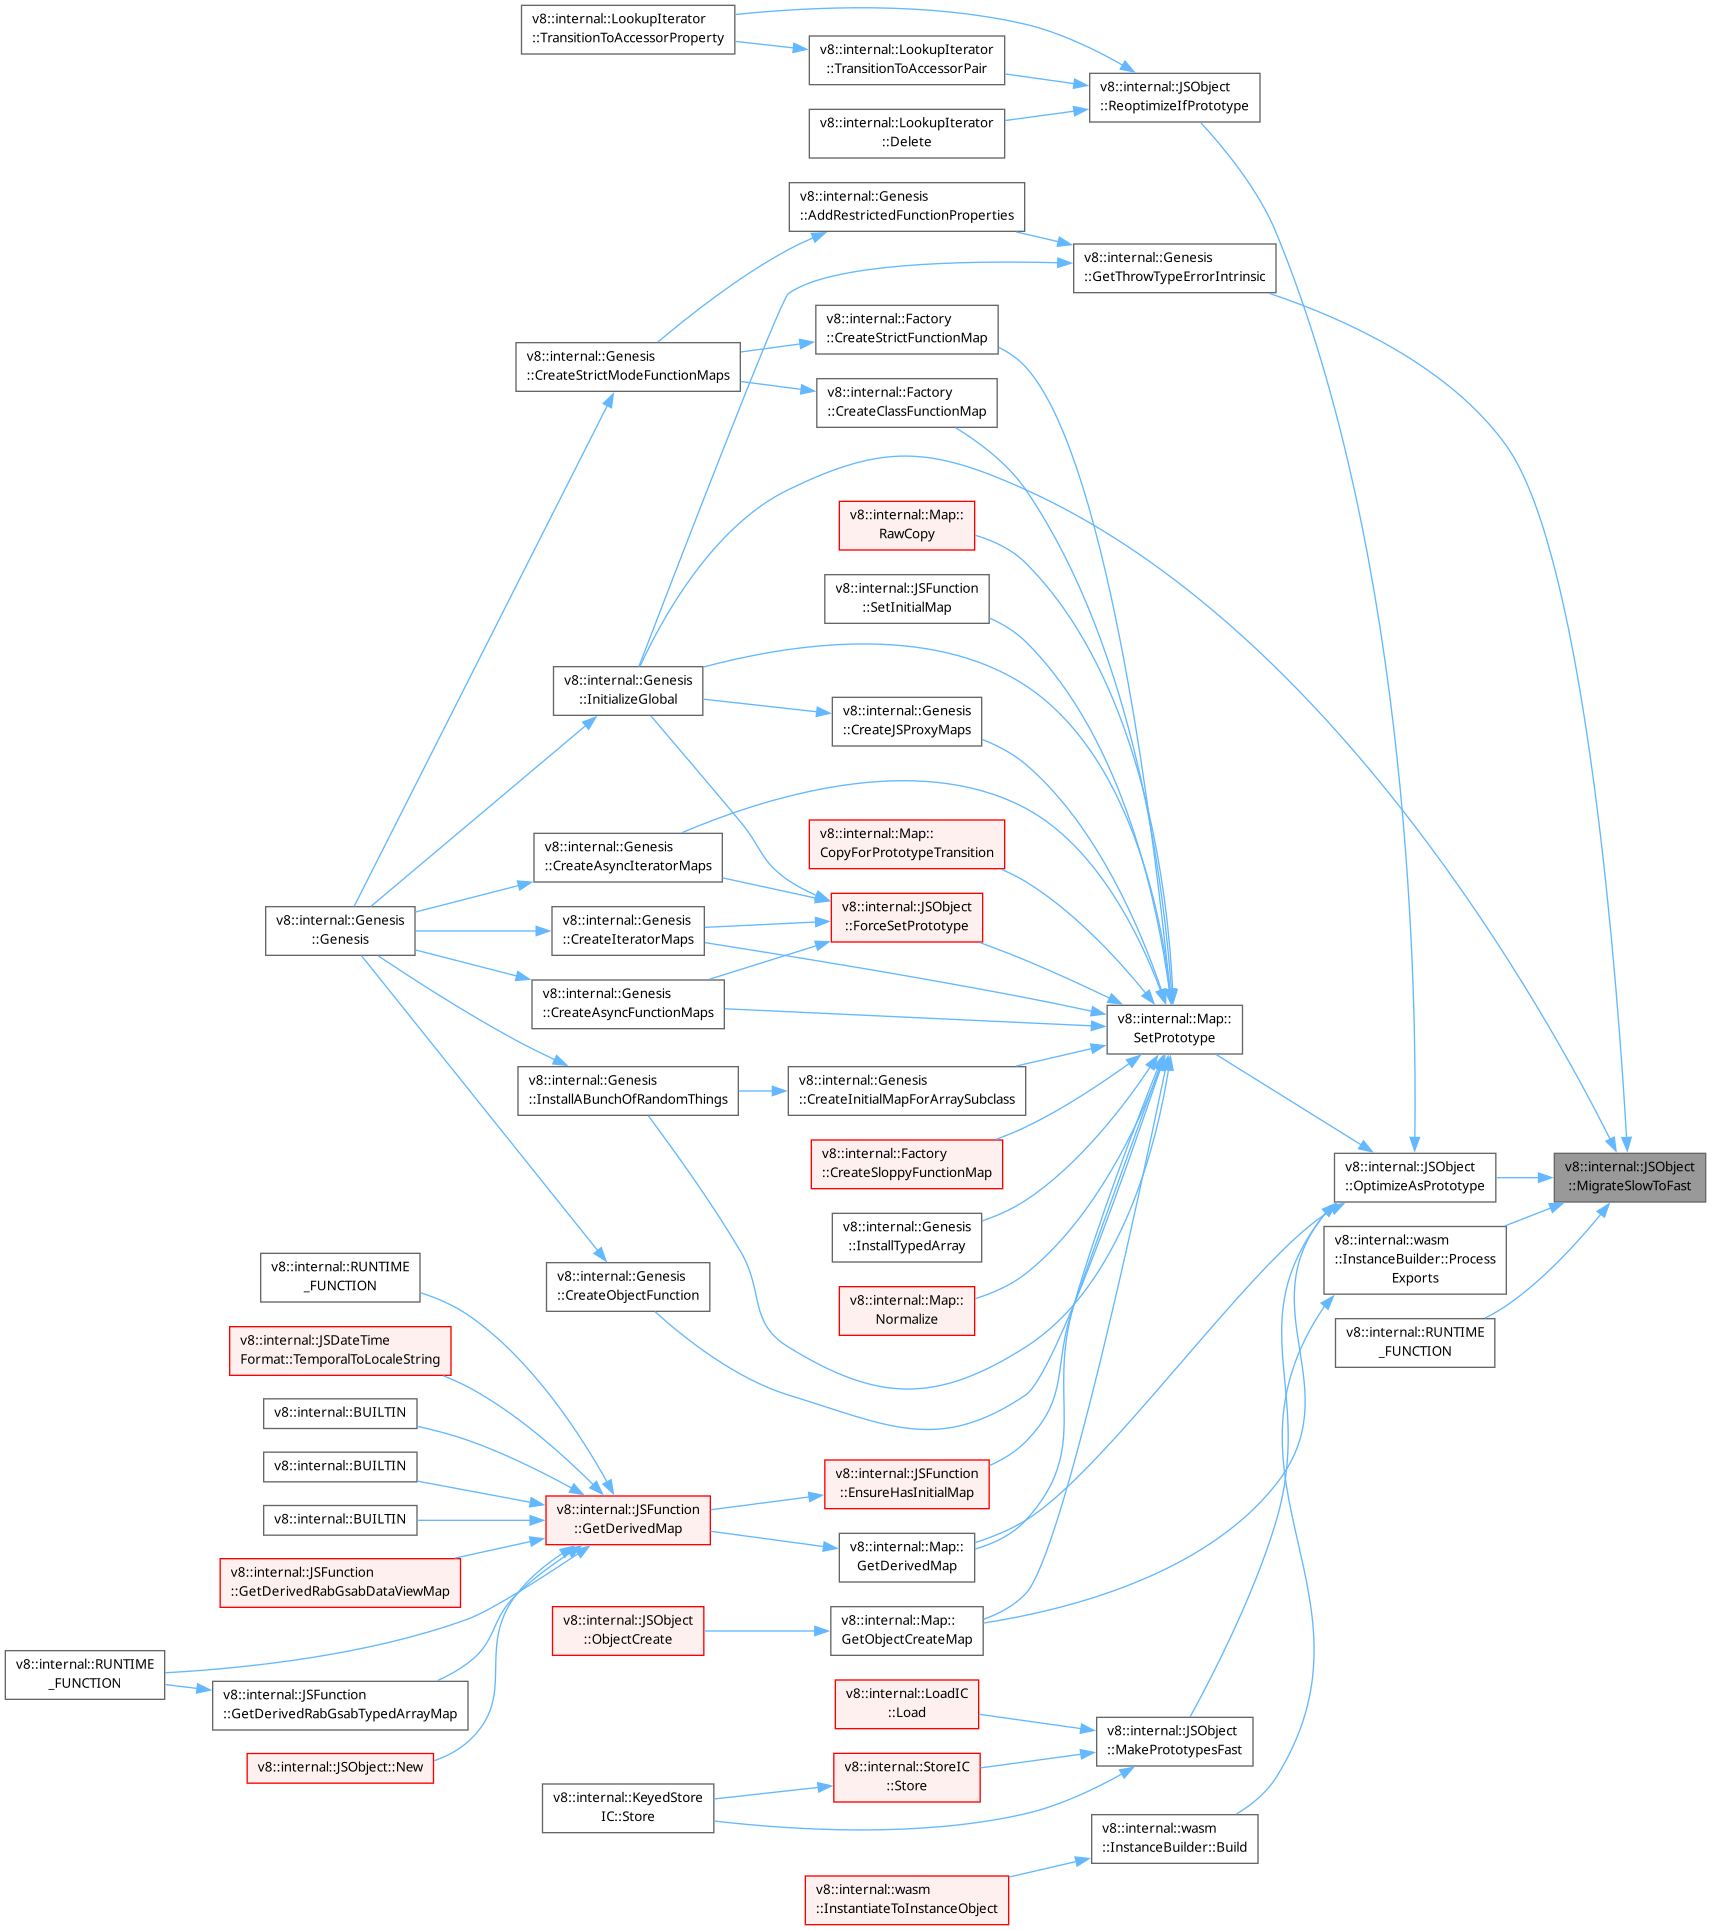 v8::internal::LookupIterator
::TransitionToAccessorProperty
v8::internal::LookupIterator
::TransitionToAccessorPair
v8::internal::JSObject
::ReoptimizeIfPrototype
v8::internal::LookupIterator
::Delete
v8::internal::Genesis
::AddRestrictedFunctionProperties
v8::internal::Genesis
::GetThrowTypeErrorIntrinsic
v8::internal::Factory
::CreateStrictFunctionMap
v8::internal::Genesis
::CreateStrictModeFunctionMaps
v8::internal::Factory
::CreateClassFunctionMap
v8::internal::Map::
RawCopy
v8::internal::JSFunction
::SetInitialMap
v8::internal::Genesis
::InitializeGlobal
v8::internal::Genesis
::CreateJSProxyMaps
v8::internal::Map::
CopyForPrototypeTransition
v8::internal::Genesis
::CreateAsyncIteratorMaps
v8::internal::JSObject
::ForceSetPrototype
v8::internal::Genesis
::Genesis
v8::internal::Genesis
::CreateIteratorMaps
v8::internal::Genesis
::CreateAsyncFunctionMaps
v8::internal::Map::
SetPrototype
v8::internal::Genesis
::InstallABunchOfRandomThings
v8::internal::Genesis
::CreateInitialMapForArraySubclass
v8::internal::Factory
::CreateSloppyFunctionMap
v8::internal::JSObject
::OptimizeAsPrototype
v8::internal::JSObject
::MigrateSlowToFast
v8::internal::Genesis
::InstallTypedArray
v8::internal::wasm
::InstanceBuilder::Process
Exports
v8::internal::RUNTIME
_FUNCTION
v8::internal::Genesis
::CreateObjectFunction
v8::internal::Map::
Normalize
v8::internal::RUNTIME
_FUNCTION
v8::internal::JSDateTime
Format::TemporalToLocaleString
v8::internal::BUILTIN
v8::internal::BUILTIN
v8::internal::JSFunction
::EnsureHasInitialMap
v8::internal::BUILTIN
v8::internal::JSFunction
::GetDerivedMap
v8::internal::Map::
GetDerivedMap
v8::internal::JSFunction
::GetDerivedRabGsabDataViewMap
v8::internal::JSObject
::ObjectCreate
v8::internal::Map::
GetObjectCreateMap
v8::internal::RUNTIME
_FUNCTION
v8::internal::JSFunction
::GetDerivedRabGsabTypedArrayMap
v8::internal::LoadIC
::Load
v8::internal::JSObject
::MakePrototypesFast
v8::internal::JSObject::New
v8::internal::StoreIC
::Store
v8::internal::KeyedStore
IC::Store
v8::internal::wasm
::InstanceBuilder::Build
v8::internal::wasm
::InstantiateToInstanceObject